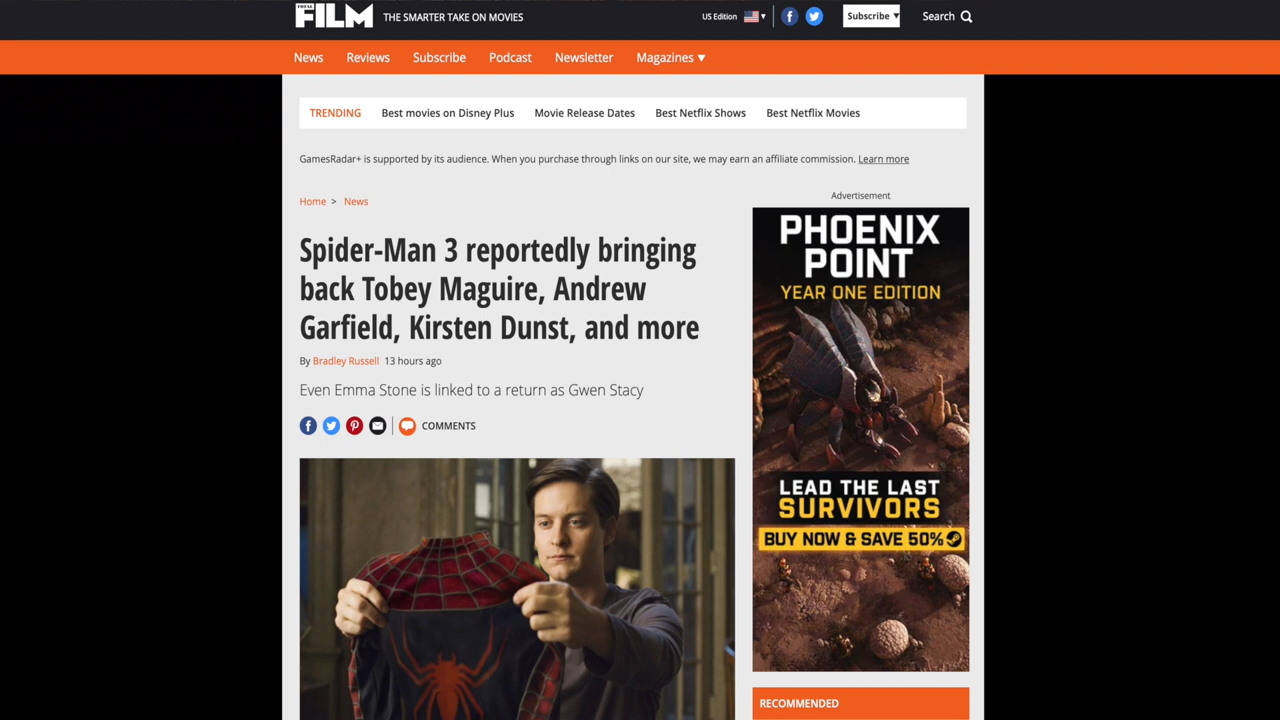 TOTAL
FILM
THE SMARTER TAKE ON MOVIES
US Edition
Subscribe
Search
News
Reviews
Subscribe
Podcast
Newsletter
Magazines
TRENDING
Best movies on Disney Plus
Movie Release Dates
Best Netflix Shows
Best Netflix Movies
GamesRadar+ is supported by its audience. When you purchase through links on our site, we may earn an affiliate commission. Learn more
Home > News
Spider-Man 3 reportedly bringing
back Tobey Maguire, Andrew
Garfield, Kirsten Dunst, and more
By Bradley Russell 13 hours ago
Even Emma Stone is linked to a return as Gwen Stacy
COMMENTS
Advertisement
PHOENIX
POINT
YEAR ONE EDITION
LEAD THE LAST
SURVIVORS
BUY NOW & SAVE 50%
RECOMMENDED